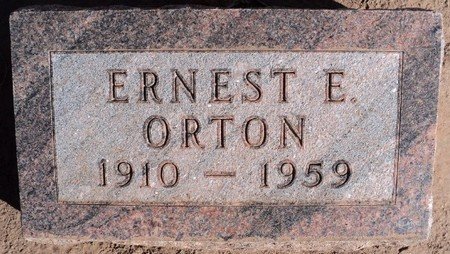 ERNEST E.
ORTON
1910 — 1959